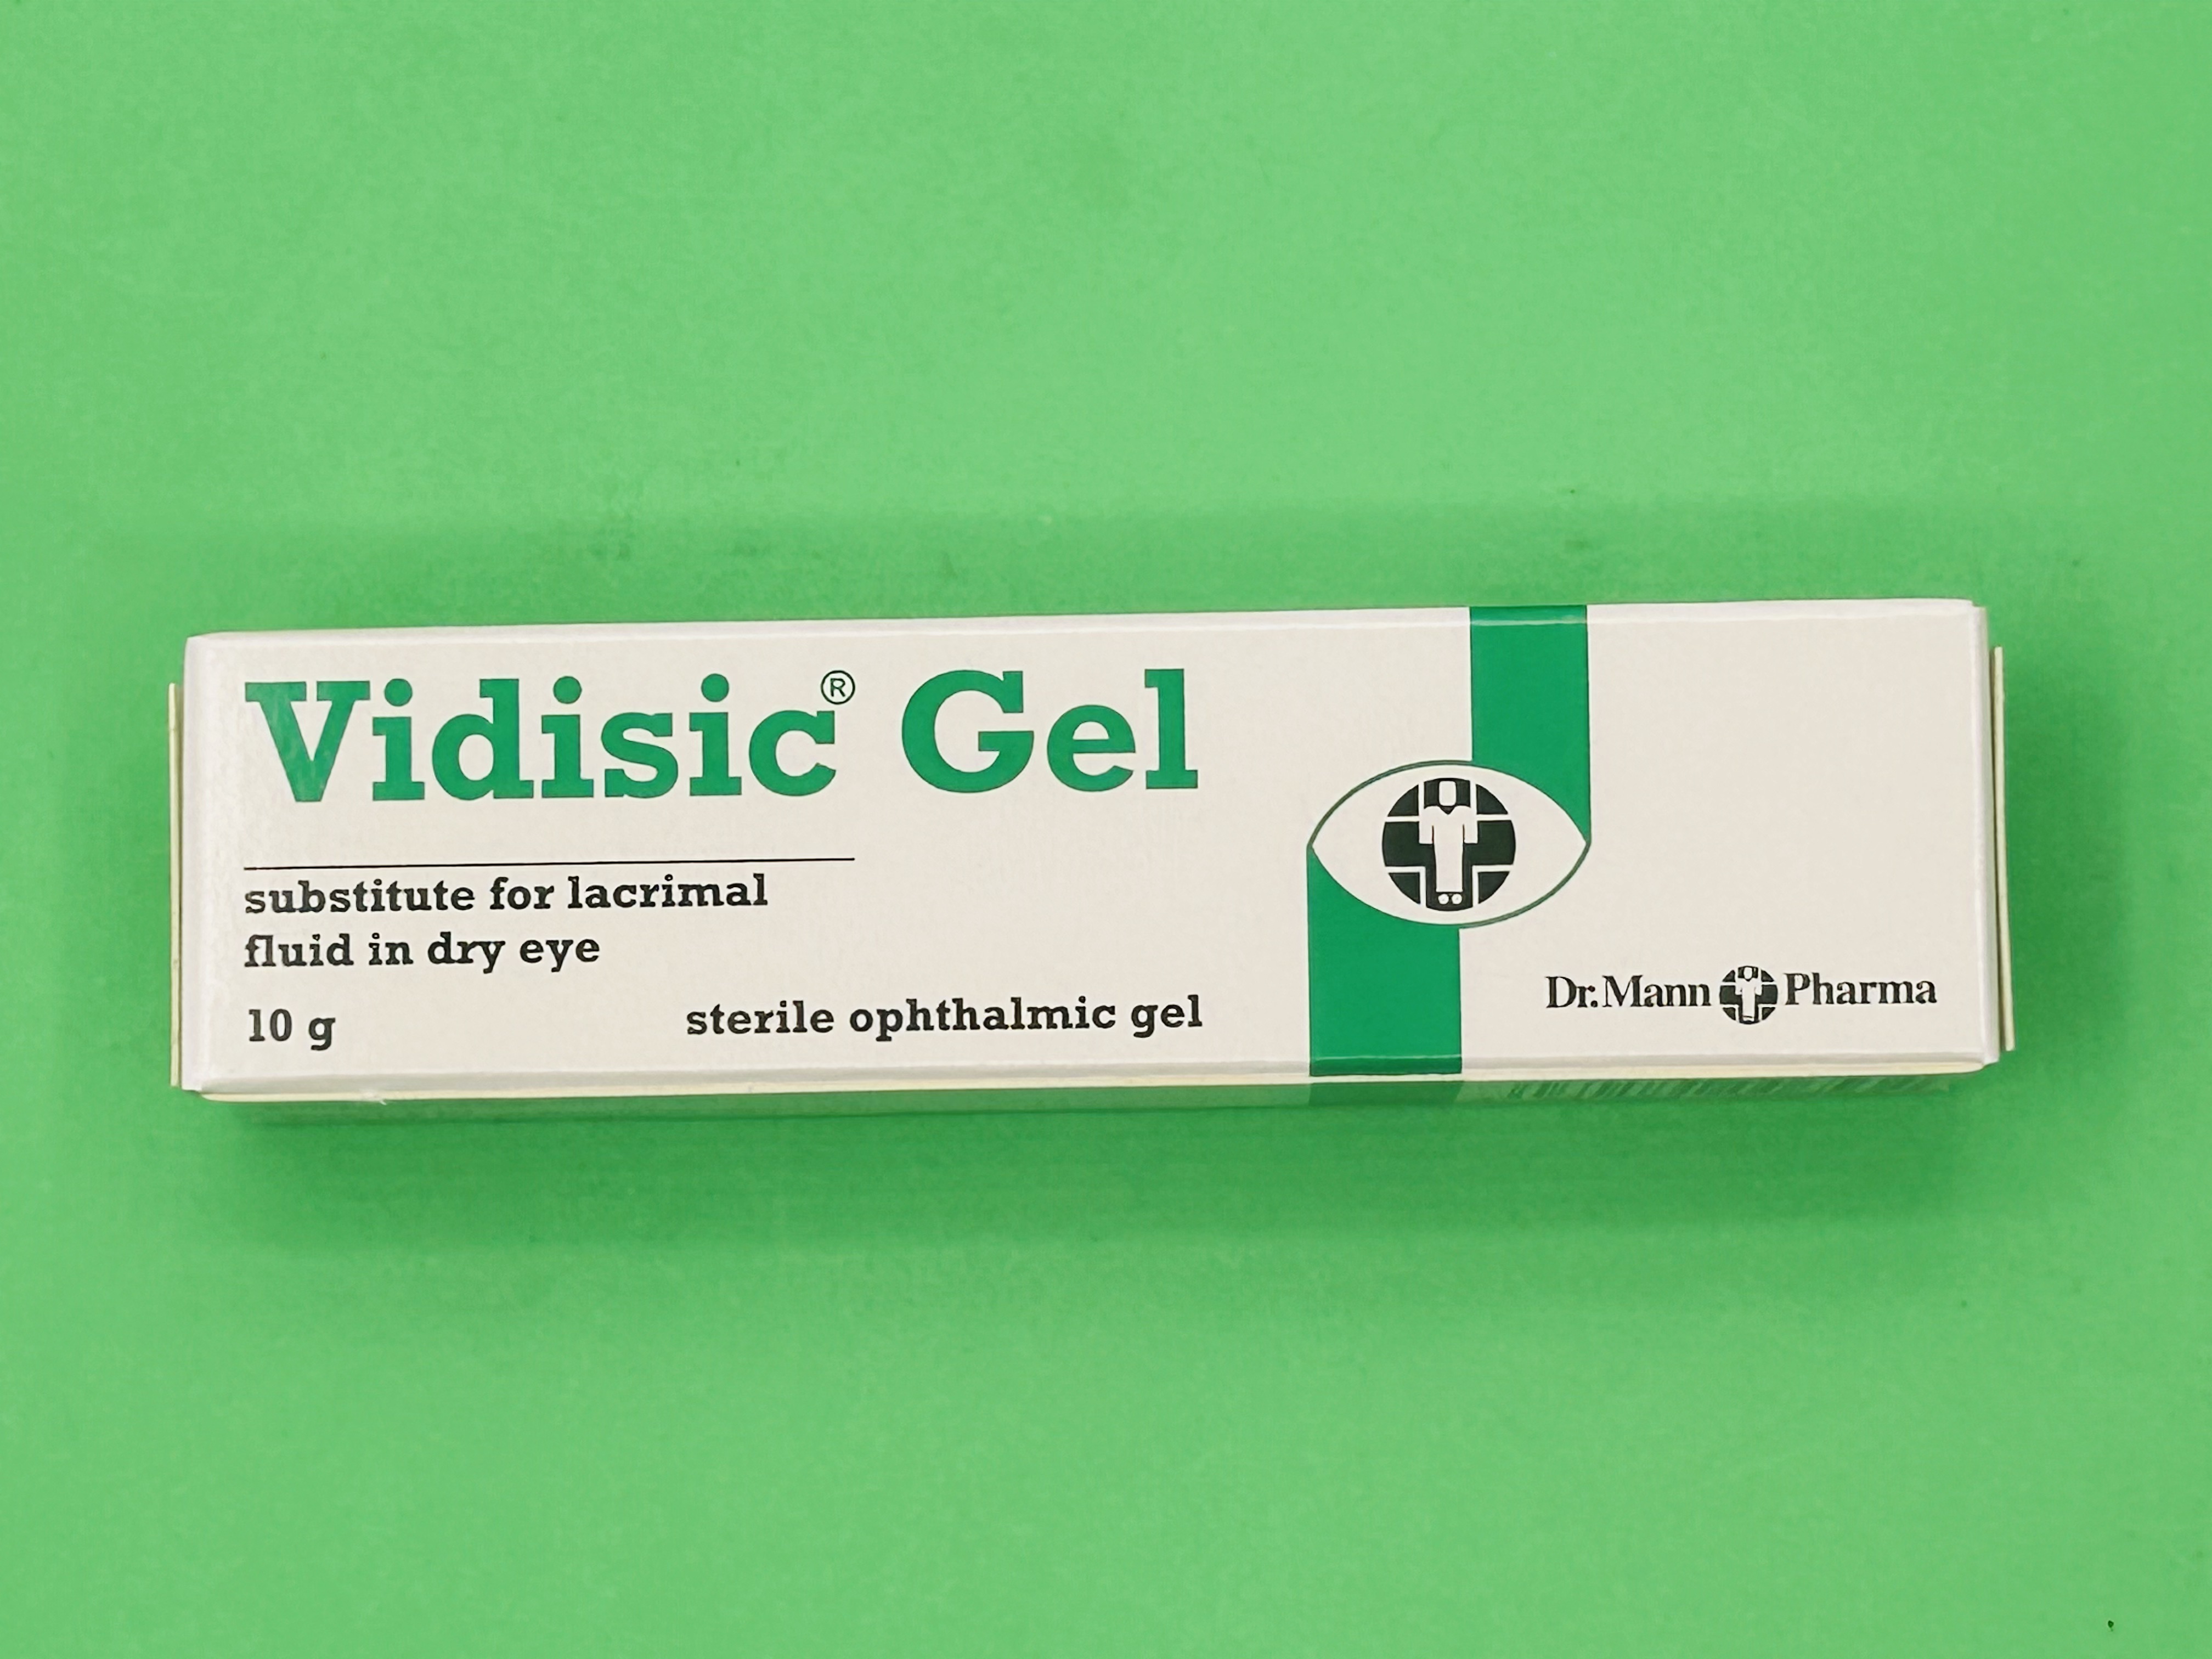 Vidisic® Gel
substitute for lacrimal
fluid in dry eye
10 g
sterile ophthalmic gel
Dr.Mann Pharma